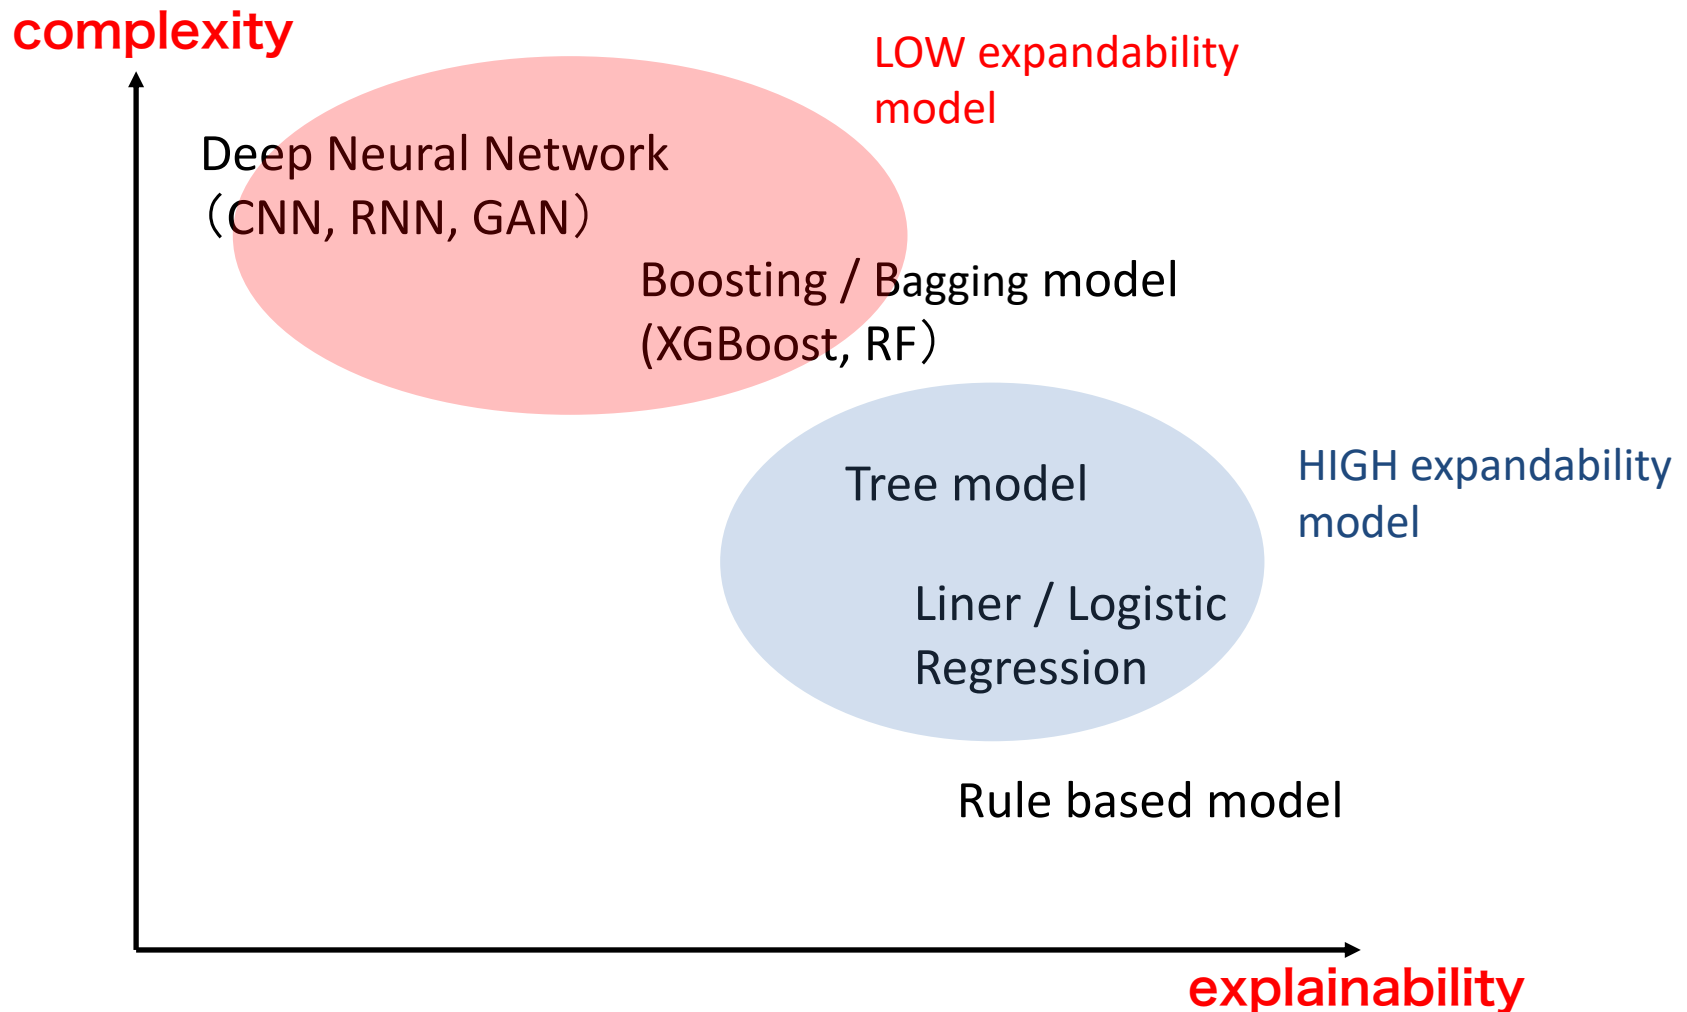 complexity
LOW expandability
model
Deep Neural Network
（CNN, RNN, GAN）
Boosting / Bagging model
(XGBoost, RF）
Tree model
HIGH expandability
model
Liner / Logistic
Regression
Rule based model
explainability